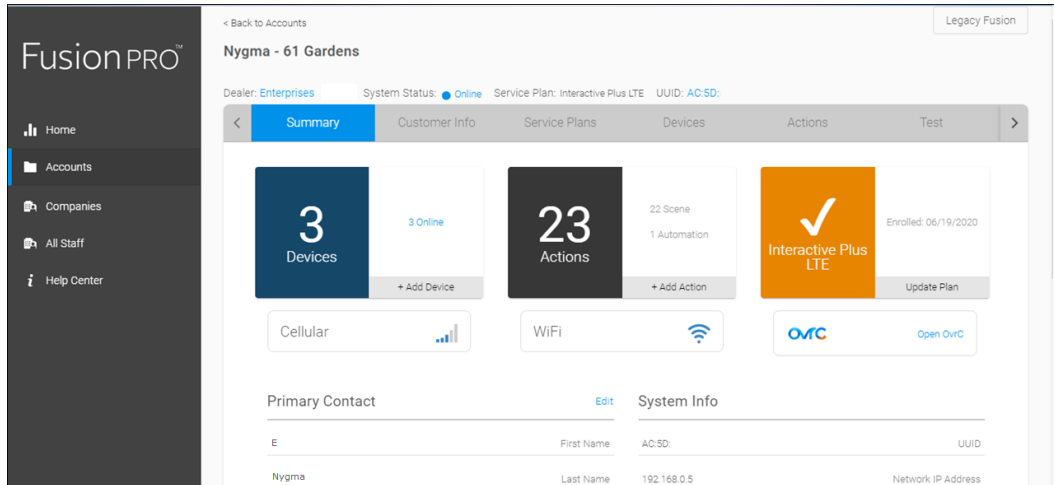 Fusion PRO™
Home
Accounts
Companies
All Staff
Help Center
< Back to Accounts
Legacy Fusion
Nygma - 61 Gardens
Dealer: Enterprises System Status: Online Service Plan: Interactive Plus LTE UUID: AC:5D:
< Summary Customer Info Service Plans Devices Actions Test >
3
Devices
3 Online
+ Add Device
23
Actions
22 Scene
1 Automation
+ Add Action
Interactive Plus
LTE
Enrolled: 06/19/2020
Update Plan
Cellular
WiFi
OvrC Open OvrC
Primary Contact Edit
E First Name
Nygma Last Name
System Info
AC:5D: UUID
192.168.0.5 Network IP Address